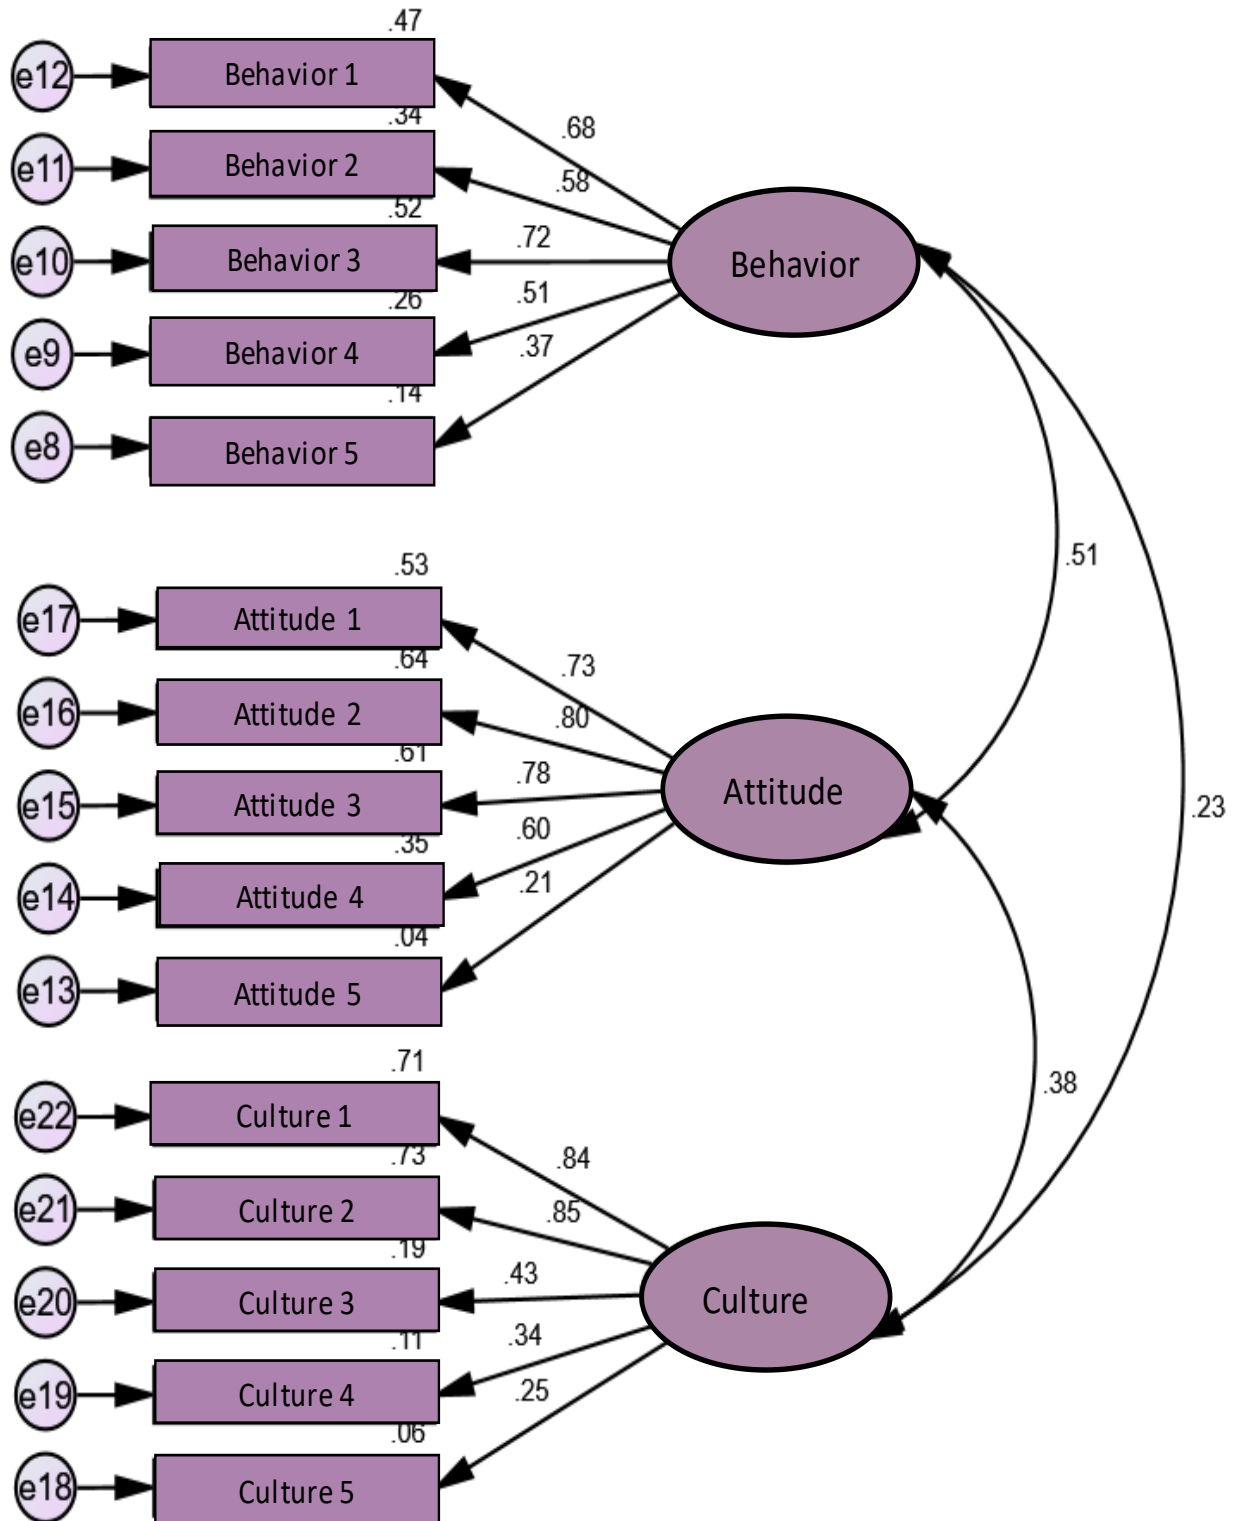 .47
e12 Behavior 1
.68
.34
e11 Behavior 2
.58
.52
e10 Behavior 3
.72
Behavior
.26
e9 Behavior 4
.51
.37
.14
e8 Behavior 5
.51
.53
e17 Attitude 1
.73
.64
e16 Attitude 2
.80
.61
e15 Attitude 3
.78
Attitude
.23
.35
e14 Attitude 4
.60
.21
.04
e13 Attitude 5
.71
.38
e22 Culture 1
.84
.73
e21 Culture 2
.85
.19
e20 Culture 3
.43
Culture
.11
e19 Culture 4
.34
.25
.06
e18 Culture 5